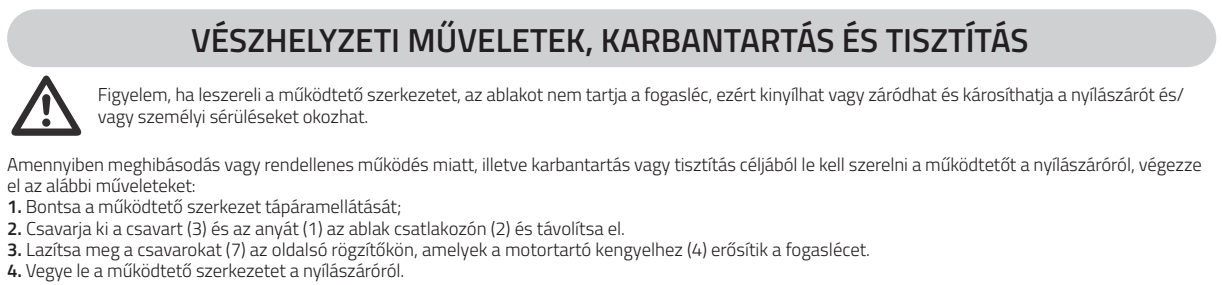 VÉSZHELYZETI MŰVELETEK, KARBANTARTÁS ÉS TISZTÍTÁS
Figyelem, ha leszereli a működtető szerkezetet, az ablakot nem tartja a fogasléc, ezért kinyílhat vagy záródhat és károsíthatja a nyílászárót és/
vagy személyi sérüléseket okozhat.
Amennyiben meghibásodás vagy rendellenes működés miatt, illetve karbantartás vagy tisztítás céljából le kell szerelni a működtetőt a nyílászáróról, végezze
el az alábbi műveleteket:
1. Bontsa a működtető szerkezet tápáramellátását;
2. Csavarja ki a csavart (3) és az anyát (1) az ablak csatlakozón (2) és távolítsa el.
3. Lazítsa meg a csavarokat (7) az oldalsó rögzítőkön, amelyek a motortartó kengyelhez (4) erősítik a fogaslécet.
4. Vegye le a működtető szerkezetet a nyílászáróról.